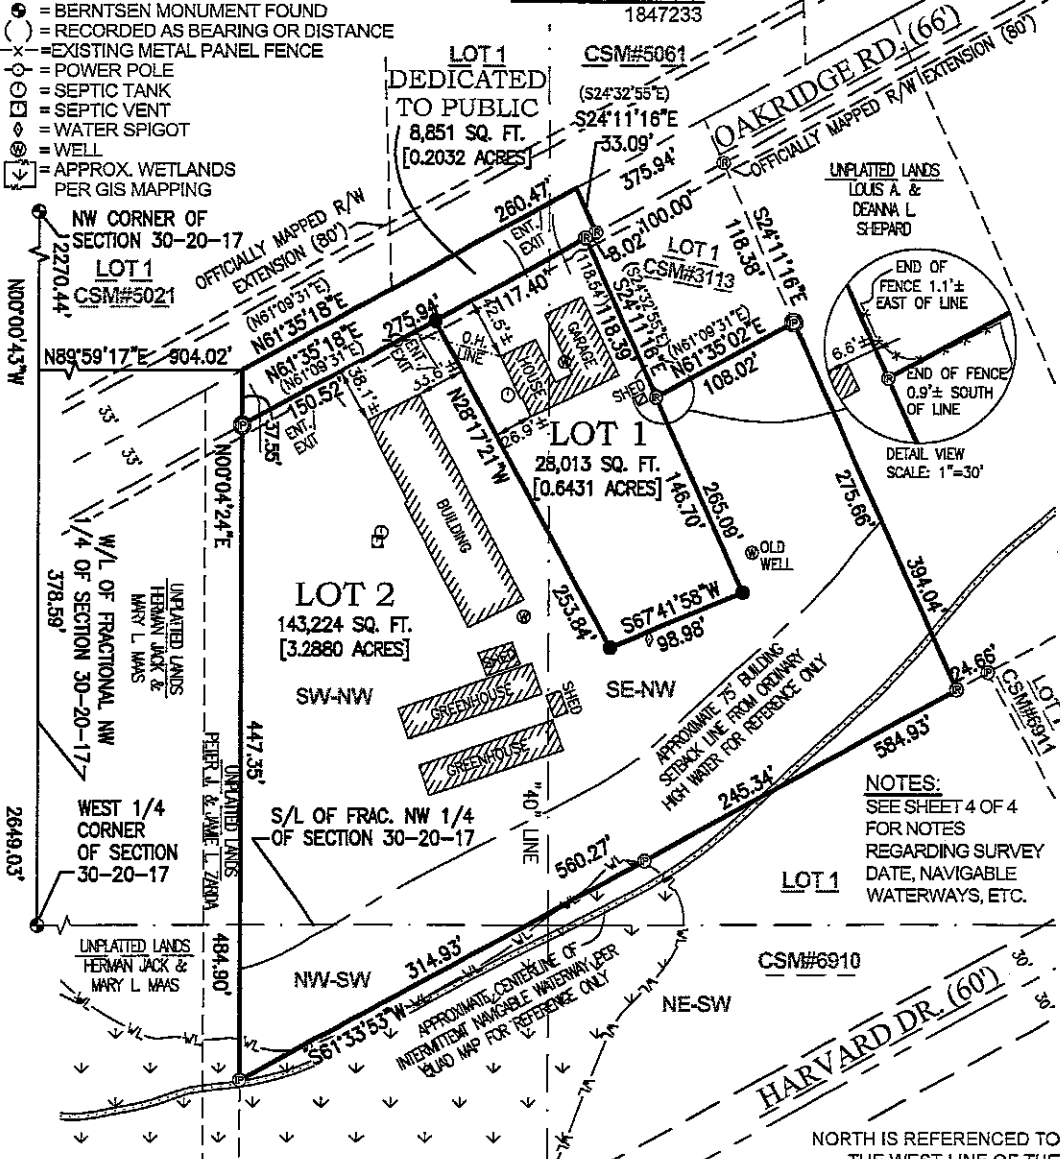 1847233
= BERNTSEN MONUMENT FOUND
( ) = RECORDED AS BEARING OR DISTANCE
—x—=EXISTING METAL PANEL FENCE
= POWER POLE
= SEPTIC TANK
= SEPTIC VENT
= WATER SPIGOT
W = WELL
= APPROX. WETLANDS
PER GIS MAPPING
LOT 1
DEDICATED
TO PUBLIC
8,851 SQ. FT.
[0.2032 ACRES]
CSM#5061
(S24°32'55"E)
S24°11'16"E
33.09'
OAKRIDGE RD. (66')
OFFICIALLY MAPPED R/W EXTENSION (80')
375.94'
UNPLATTED LANDS
LOUIS A. &
DEANNA L
SHEPARD
NW CORNER OF
SECTION 30-20-17
LOT 1
CSM#5021
2270.44'
N00°00'43"W
OFFICIALLY MAPPED R/W
EXTENSION (80')
260.47'
ENT./
EXIT
N61°35'18"E
(N61°09'31"E)
N61°35'18"E
(N61°09'31"E)
275.94'
117.40'
8.02'
100.00'
LOT 1
CSM#3113
S24°11'16"E
118.38'
(118.54')
118.39'
(S24°32'55"E)
S24°11'16"E
(N61°09'31"E)
N61°35'02"E
108.02'
END OF
FENCE 1.1'±
EAST OF LINE
6.6'±
END OF FENCE
0.9'± SOUTH
OF LINE
DETAIL VIEW
SCALE: 1"=30'
N89°59'17"E 904.02'
33'
33'
37.55'
150.52'
ENT./
EXIT
38.1'±
ENT./
EXIT
33.6'±
O.H.
LINE
42.5'±
HOUSE
GARAGE
SHED
26.9'±
N28°17'21"W
LOT 1
28,013 SQ. FT.
[0.6431 ACRES]
146.70'
265.09'
275.66'
394.04'
N00°04'24"E
BUILDING
OLD
WELL
253.84'
S67°41'58"W
98.98'
W/L OF FRACTIONAL NW
1/4 OF SECTION 30-20-17
378.59'
UNPLATTED LANDS
HERMAN JACK &
MARY L MAAS
LOT 2
143,224 SQ. FT.
[3.2880 ACRES]
SW-NW
SE-NW
SHED
GREENHOUSE
SHED
GREENHOUSE
APPROXIMATE 75' BUILDING
SETBACK LINE FROM ORDINARY
HIGH WATER FOR REFERENCE ONLY
24.66'
CSM#6911
584.93'
245.34'
447.35'
UNPLATTED LANDS
PETER J. & JAMIE L. ZARDA
2649.03'
WEST 1/4
CORNER
OF SECTION
30-20-17
S/L OF FRAC. NW 1/4
OF SECTION 30-20-17
"40" LINE
560.27'
NOTES:
SEE SHEET 4 OF 4
FOR NOTES
REGARDING SURVEY
DATE, NAVIGABLE
WATERWAYS, ETC.
LOT 1
CSM#6910
UNPLATTED LANDS
HERMAN JACK &
MARY L MAAS
484.90'
NW-SW
314.93'
S61°33'53"W
APPROXIMATE CENTERLINE OF
INTERMITTENT NAVIGABLE WATERWAY PER
QUAD MAP FOR REFERENCE ONLY
NE-SW
WL
HARVARD DR. (60')
30'
30'
NORTH IS REFERENCED TO
THE WEST LINE OF THE